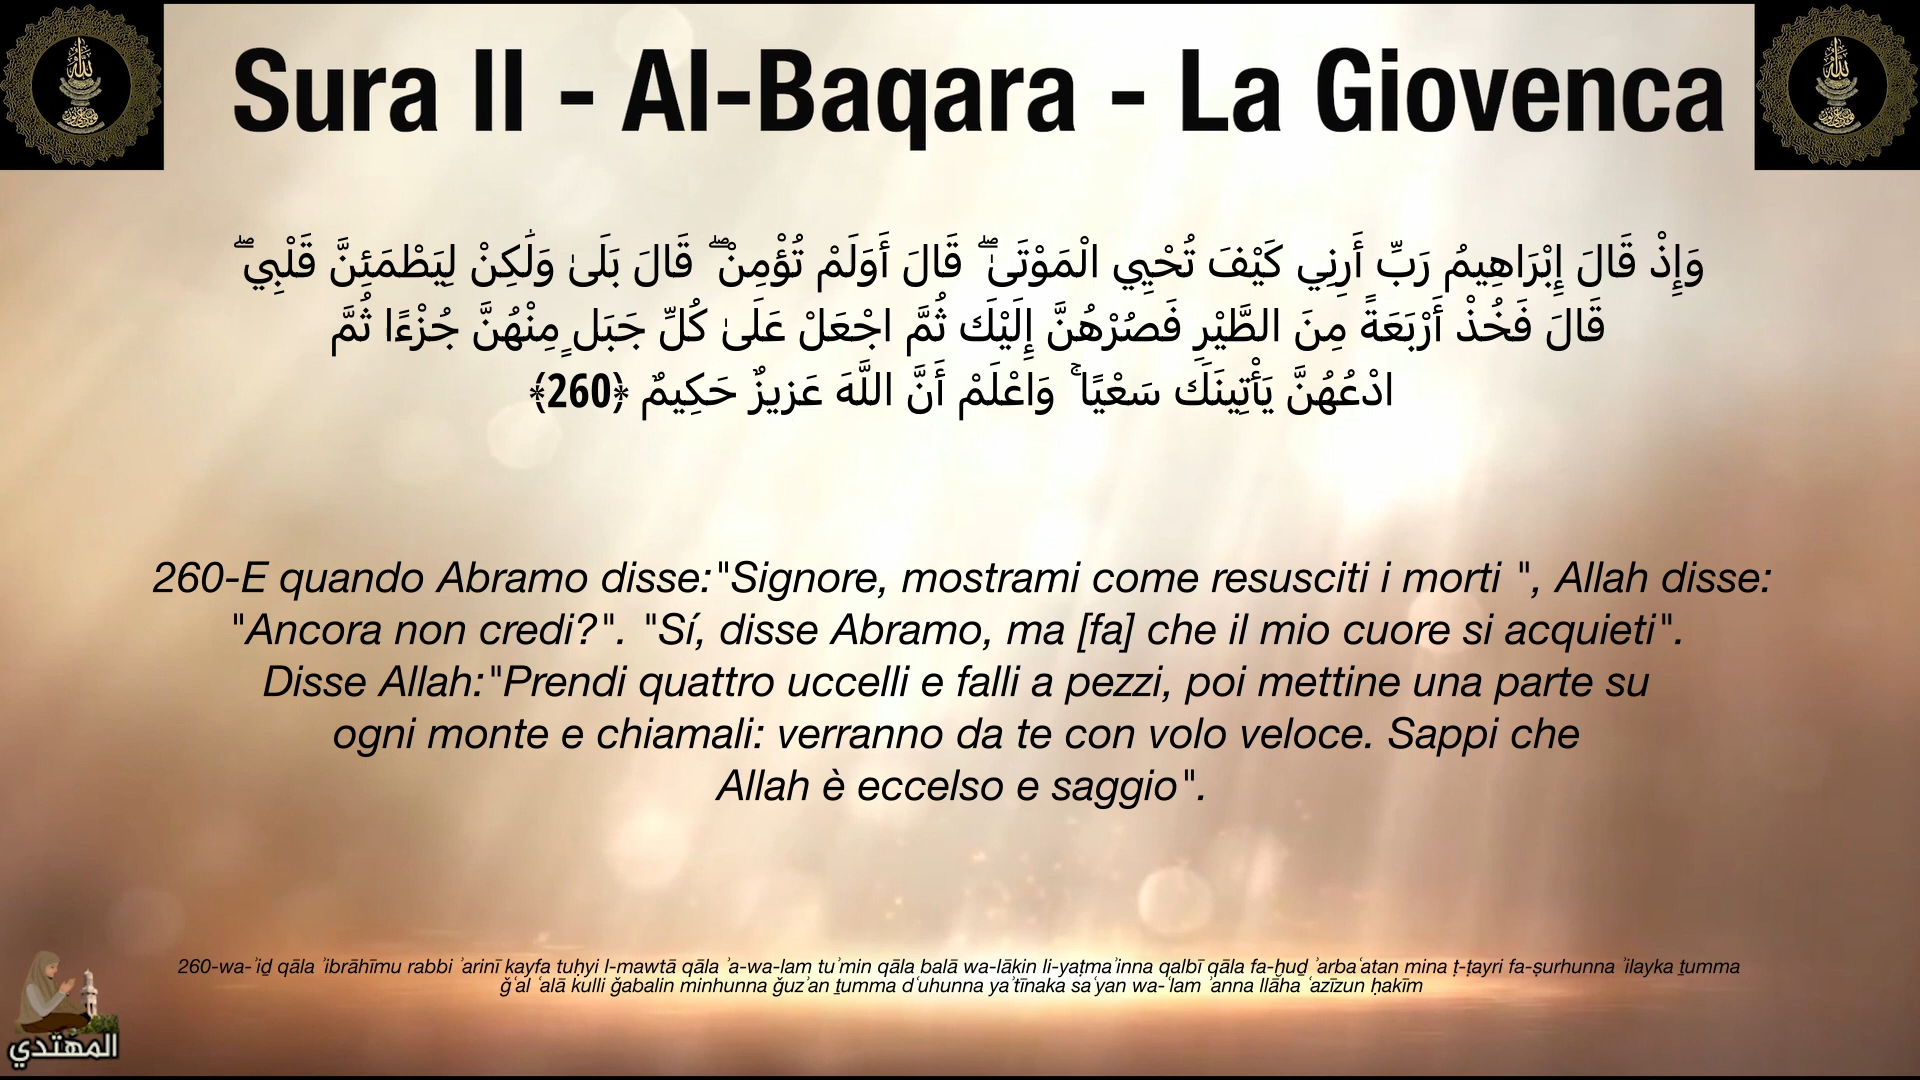 Sura II - Al-Baqara - La Giovenca
وَإِذْ قَالَ إِبْرَاهِيمُ رَبِّ أَرِنِي كَيْفَ تُحْيِي الْمَوْتَىٰ ۖ قَالَ أَوَلَمْ تُؤْمِنْ ۖ قَالَ بَلَىٰ وَلَٰكِنْ لِيَطْمَئِنَّ قَلْبِي ۖ
قَالَ فَخُذْ أَرْبَعَةً مِنَ الطَّيْرِ فَصُرْهُنَّ إِلَيْكَ ثُمَّ اجْعَلْ عَلَىٰ كُلِّ جَبَلٍ مِنْهُنَّ جُزْءًا ثُمَّ
ادْعُهُنَّ يَأْتِينَكَ سَعْيًا ۚ وَاعْلَمْ أَنَّ اللَّهَ عَزِيزٌ حَكِيمٌ ﴿260﴾
260-E quando Abramo disse:"Signore, mostrami come resusciti i morti ", Allah disse:
"Ancora non credi?". "Sí, disse Abramo, ma [fa] che il mio cuore si acquieti".
Disse Allah:"Prendi quattro uccelli e falli a pezzi, poi mettine una parte su
ogni monte e chiamali: verranno da te con volo veloce. Sappi che
Allah è eccelso e saggio".
260-wa-ʾiḏ qāla ʾibrāhīmu rabbi ʾarinī kayfa tuḥyi l-mawtā qāla ʾa-wa-lam tuʾmin qāla balā wa-lākin li-yaṭmaʾinna qalbī qāla fa-ḫuḏ ʾarbaʿatan mina ṭ-ṭayri fa-ṣurhunna ʾilayka ṯumma
ǧʿal ʿalā kulli ǧabalin minhunna ǧuzʾan ṯumma dʿuhunna yaʾtīnaka saʿyan wa-ʿlam ʾanna llāha ʿazīzun ḥakīm
المهتدي